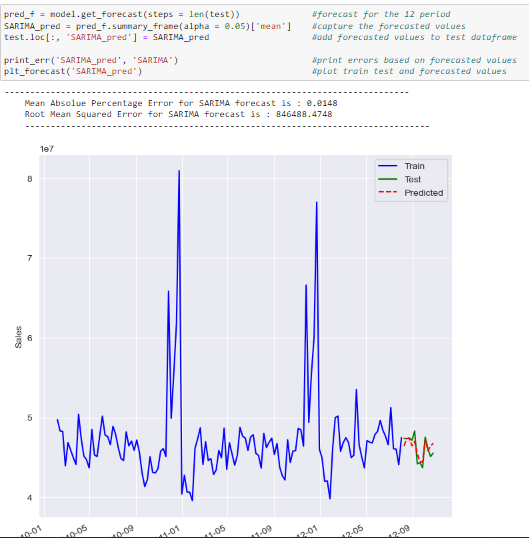 pred_f = model.get_forecast(steps = len(test)) #forecast for the 12 period
SARIMA_pred = pred_f.summary_frame(alpha = 0.05)['mean'] #capture the forecasted values
test.loc[:, 'SARIMA_pred'] = SARIMA_pred #add forecasted values to test dataframe
print_err('SARIMA_pred', 'SARIMA') #print errors based on forecasted values
plt_forecast('SARIMA_pred') #plot train test and forecasted values
--------------------------------------------------------------------------------
Mean Absolue Percentage Error for SARIMA forecast is : 0.0148
Root Mean Squared Error for SARIMA forecast is : 846488.4748
--------------------------------------------------------------------------------
1e7
Train
Test
Predicted
8
7
6
5
4
Sales
10-01
10-05
10-09
11-01
11-05
11-09
12-01
12-05
12-09